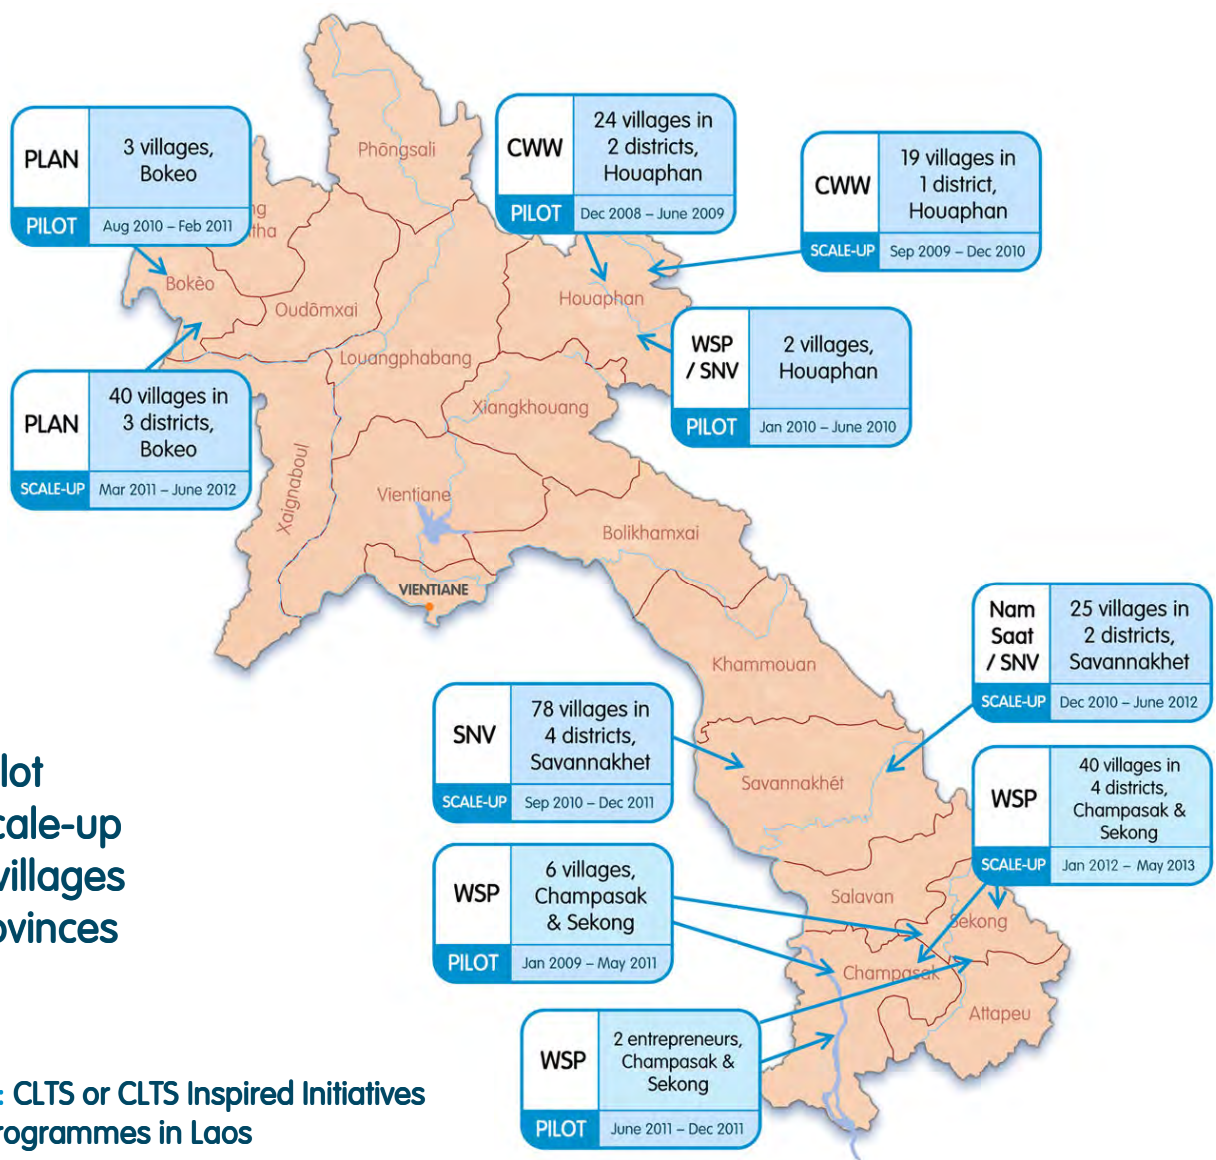 PLAN
3 villages,
Bokeo
PILOT
Aug 2010 – Feb 2011
CWW
24 villages in
2 districts,
Houaphan
PILOT
Dec 2008 – June 2009
CWW
19 villages in
1 district,
Houaphan
SCALE-UP
Sep 2009 – Dec 2010
Phōngsali
Bokèo
Oudōmxai
Houaphan
Louangphabang
WSP
/ SNV
2 villages,
Houaphan
PILOT
Jan 2010 – June 2010
PLAN
40 villages in
3 districts,
Bokeo
SCALE-UP
Mar 2011 – June 2012
Xiangkhouang
Xaignaboul
Vientiane
Bolikhamxai
VIENTIANE
Khammouan
Nam
Saat
/ SNV
25 villages in
2 districts,
Savannakhet
SCALE-UP
Dec 2010 – June 2012
SNV
78 villages in
4 districts,
Savannakhet
SCALE-UP
Sep 2010 – Dec 2011
Savannakhét
WSP
40 villages in
4 districts,
Champasak &
Sekong
SCALE-UP
Jan 2012 – May 2013
lot
cale-up
villages
ovinces
WSP
6 villages,
Champasak
& Sekong
PILOT
Jan 2009 – May 2011
Salavan
Sekong
Champasak
Attapeu
WSP
2 entrepreneurs,
Champasak &
Sekong
PILOT
June 2011 – Dec 2011
: CLTS or CLTS Inspired Initiatives
rogrammes in Laos